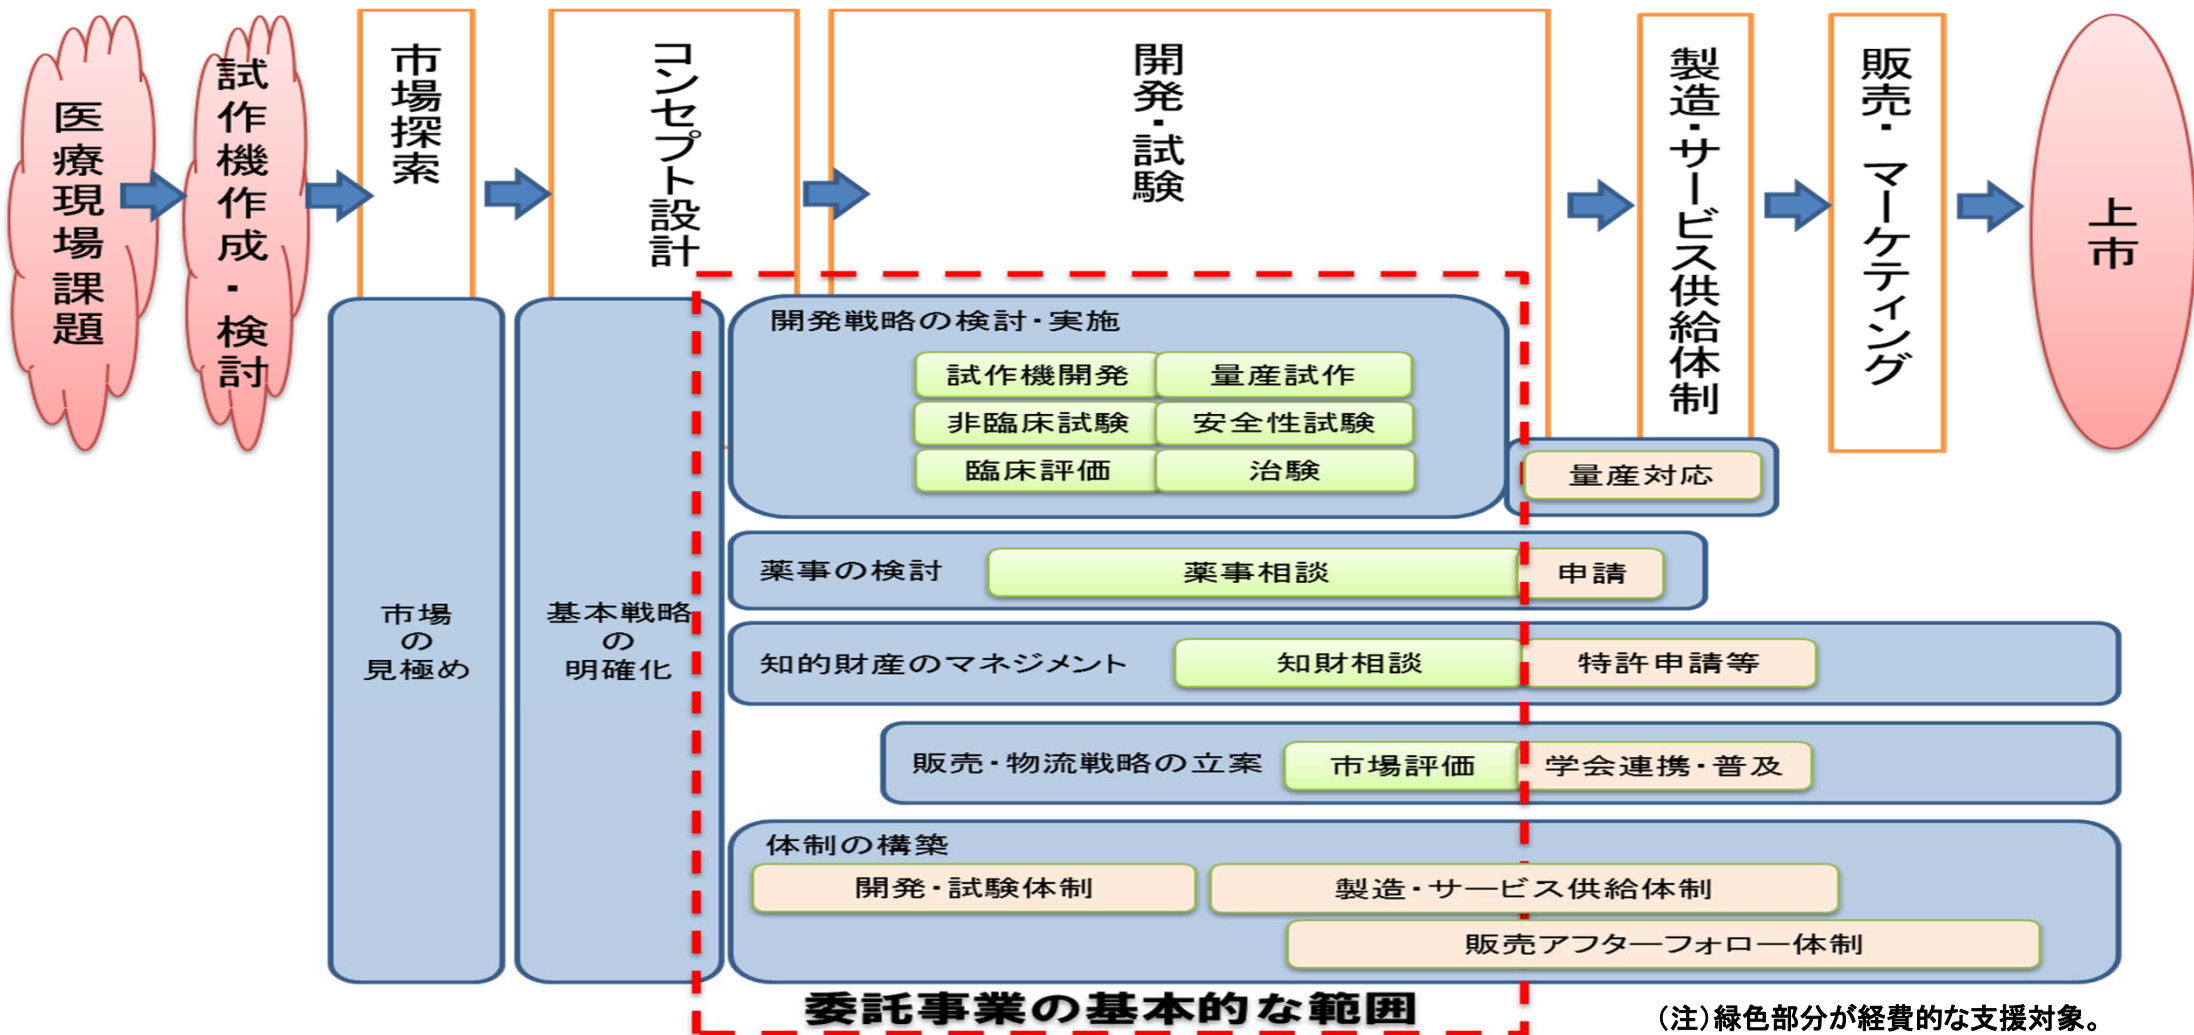 医療現場課題
試作機作成・検討
市場探索
コンセプト設計
開発・試験
製造・サービス供給体制
販売・マーケティング
上市
開発戦略の検討・実施
試作機開発
量産試作
非臨床試験
安全性試験
臨床評価
治験
量産対応
薬事の検討
薬事相談
申請
市場
の
見極め
基本戦略
の
明確化
知的財産のマネジメント
知財相談
特許申請等
販売・物流戦略の立案
市場評価
学会連携・普及
体制の構築
開発・試験体制
製造・サービス供給体制
販売アフターフォロー体制
委託事業の基本的な範囲
(注)緑色部分が経費的な支援対象。